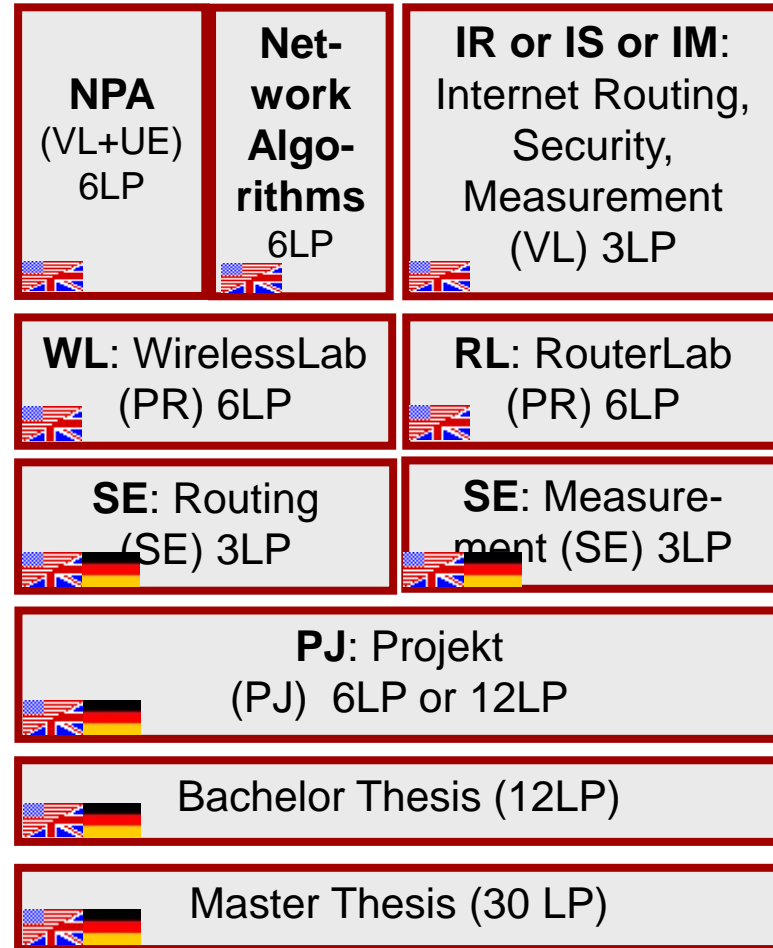 NPA
(VL+UE)
6LP
Net-
work
Algo-
rithms
6LP
IR or IS or IM:
Internet Routing,
Security,
Measurement
(VL) 3LP
WL: WirelessLab
(PR) 6LP
RL: RouterLab
(PR) 6LP
SE: Routing
(SE) 3LP
SE: Measure-
ment (SE) 3LP
PJ: Projekt
(PJ) 6LP or 12LP
Bachelor Thesis (12LP)
Master Thesis (30 LP)